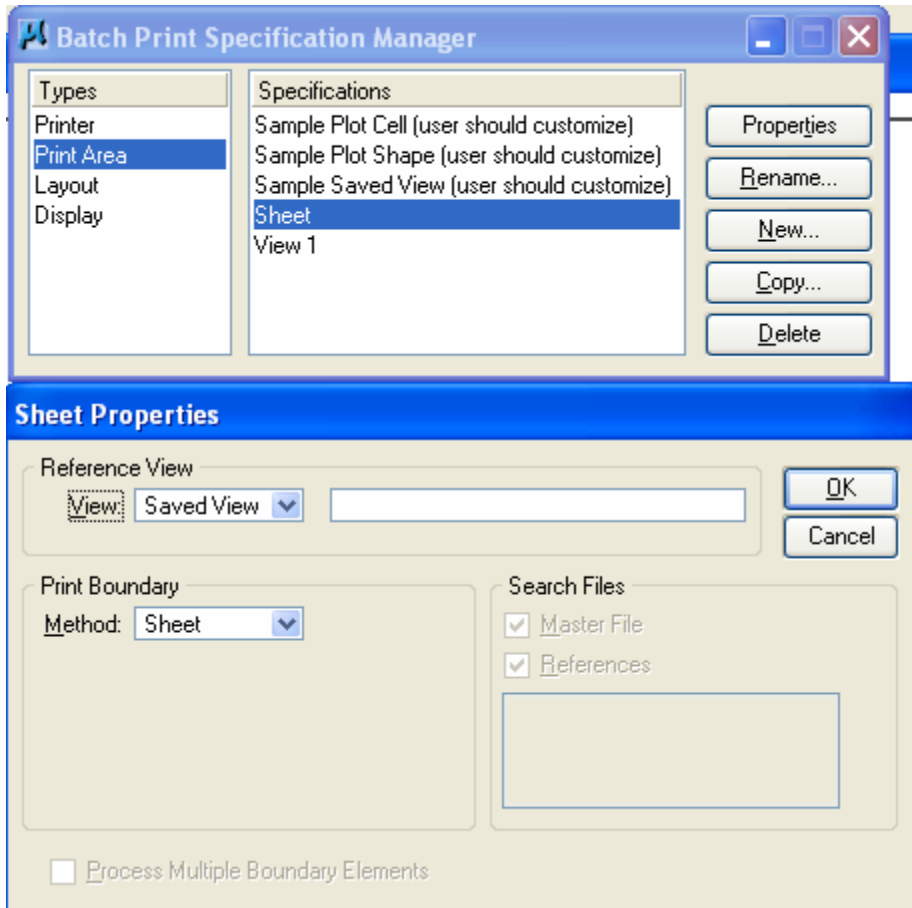 Batch Print Specification Manager
Types
Specifications
Printer
Print Area
Layout
Display
Sample Plot Cell (user should customize)
Sample Plot Shape (user should customize)
Sample Saved View (user should customize)
Sheet
View 1
Properties
Rename...
New...
Copy...
Delete
Sheet Properties
Reference View
View: Saved View
OK
Cancel
Print Boundary
Method: Sheet
Search Files
Master File
References
Process Multiple Boundary Elements